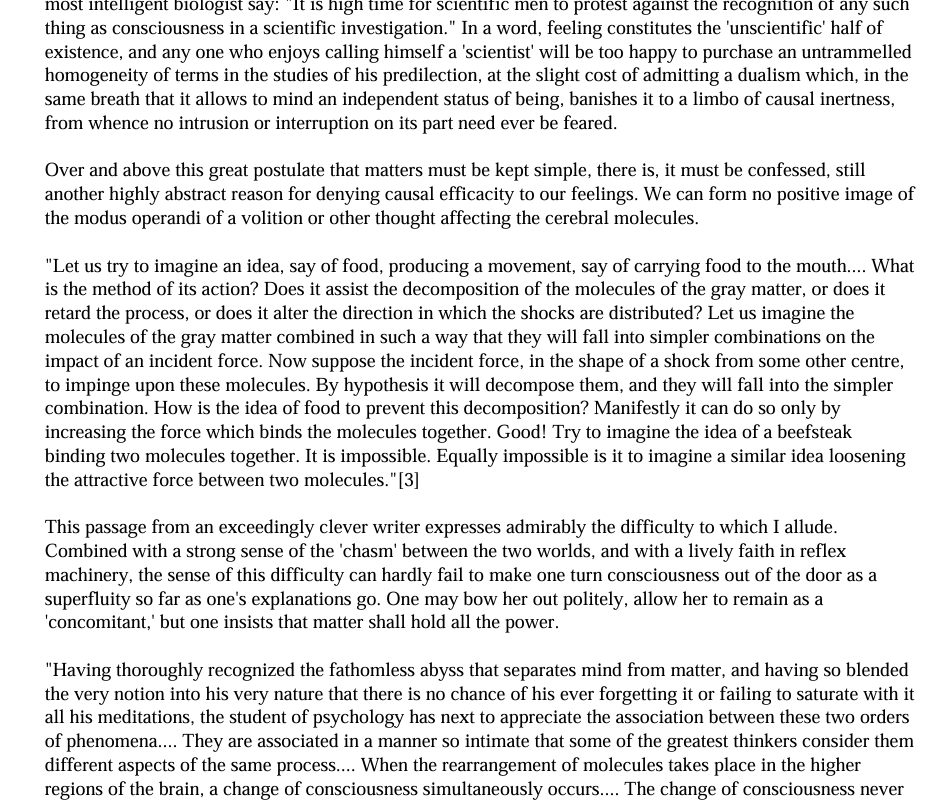 most intelligent biologist say: "It is high time for scientific men to protest against the recognition of any such
thing as consciousness in a scientific investigation." In a word, feeling constitutes the 'unscientific' half of
existence, and any one who enjoys calling himself a 'scientist' will be too happy to purchase an untrammelled
homogeneity of terms in the studies of his predilection, at the slight cost of admitting a dualism which, in the
same breath that it allows to mind an independent status of being, banishes it to a limbo of causal inertness,
from whence no intrusion or interruption on its part need ever be feared.
Over and above this great postulate that matters must be kept simple, there is, it must be confessed, still
another highly abstract reason for denying causal efficacity to our feelings. We can form no positive image of
the modus operandi of a volition or other thought affecting the cerebral molecules.
"Let us try to imagine an idea, say of food, producing a movement, say of carrying food to the mouth.... What
is the method of its action? Does it assist the decomposition of the molecules of the gray matter, or does it
retard the process, or does it alter the direction in which the shocks are distributed? Let us imagine the
molecules of the gray matter combined in such a way that they will fall into simpler combinations on the
impact of an incident force. Now suppose the incident force, in the shape of a shock from some other centre,
to impinge upon these molecules. By hypothesis it will decompose them, and they will fall into the simpler
combination. How is the idea of food to prevent this decomposition? Manifestly it can do so only by
increasing the force which binds the molecules together. Good! Try to imagine the idea of a beefsteak
binding two molecules together. It is impossible. Equally impossible is it to imagine a similar idea loosening
the attractive force between two molecules."[3]
This passage from an exceedingly clever writer expresses admirably the difficulty to which I allude.
Combined with a strong sense of the 'chasm' between the two worlds, and with a lively faith in reflex
machinery, the sense of this difficulty can hardly fail to make one turn consciousness out of the door as a
superfluity so far as one's explanations go. One may bow her out politely, allow her to remain as a
'concomitant,' but one insists that matter shall hold all the power.
"Having thoroughly recognized the fathomless abyss that separates mind from matter, and having so blended
the very notion into his very nature that there is no chance of his ever forgetting it or failing to saturate with it
all his meditations, the student of psychology has next to appreciate the association between these two orders
of phenomena.... They are associated in a manner so intimate that some of the greatest thinkers consider them
different aspects of the same process.... When the rearrangement of molecules takes place in the higher
regions of the brain, a change of consciousness simultaneously occurs.... The change of consciousness never